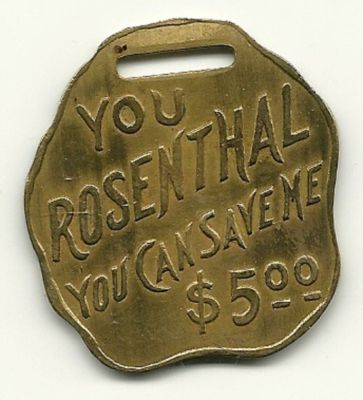 YOU
ROSENTHAL
YOU CAN SAVE ME
$5.00